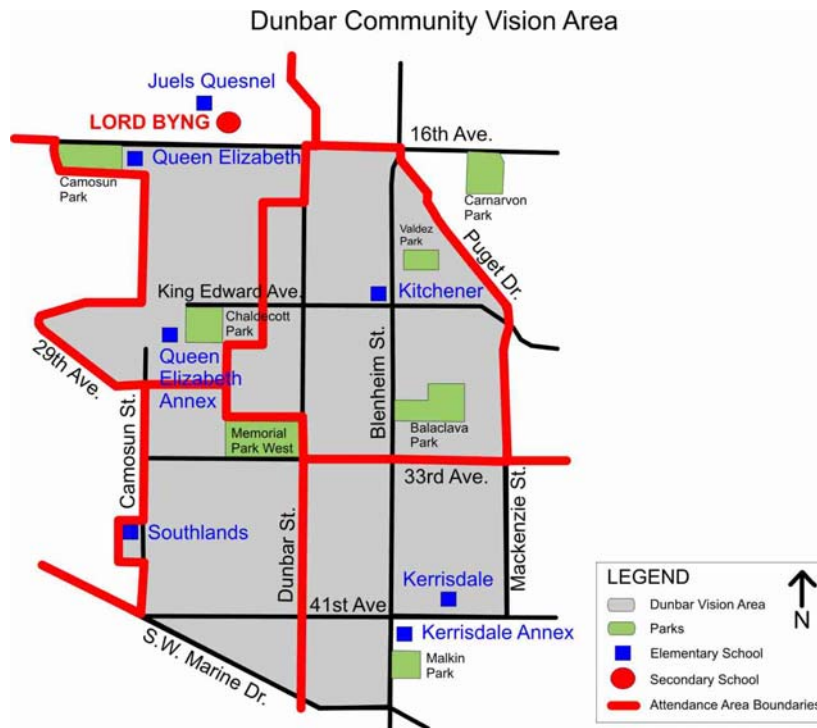 Dunbar Community Vision Area
Juels Quesnel
LORD BYNG
16th Ave.
Queen Elizabeth
Camosun
Park
Carnarvon
Park
Valdez
Park
Puget Dr.
King Edward Ave.
Kitchener
Chaldecott
Park
Queen
Elizabeth
Annex
29th Ave.
Camosun St.
Blenheim St.
Memorial
Park West
Balaclava
Park
33rd Ave.
Mackenzie St.
Southlands
Dunbar St.
Kerrisdale
41st Ave
Kerrisdale Annex
S.W. Marine Dr.
Malkin
Park
LEGEND
Dunbar Vision Area
Parks
Elementary School
Secondary School
Attendance Area Boundaries
N